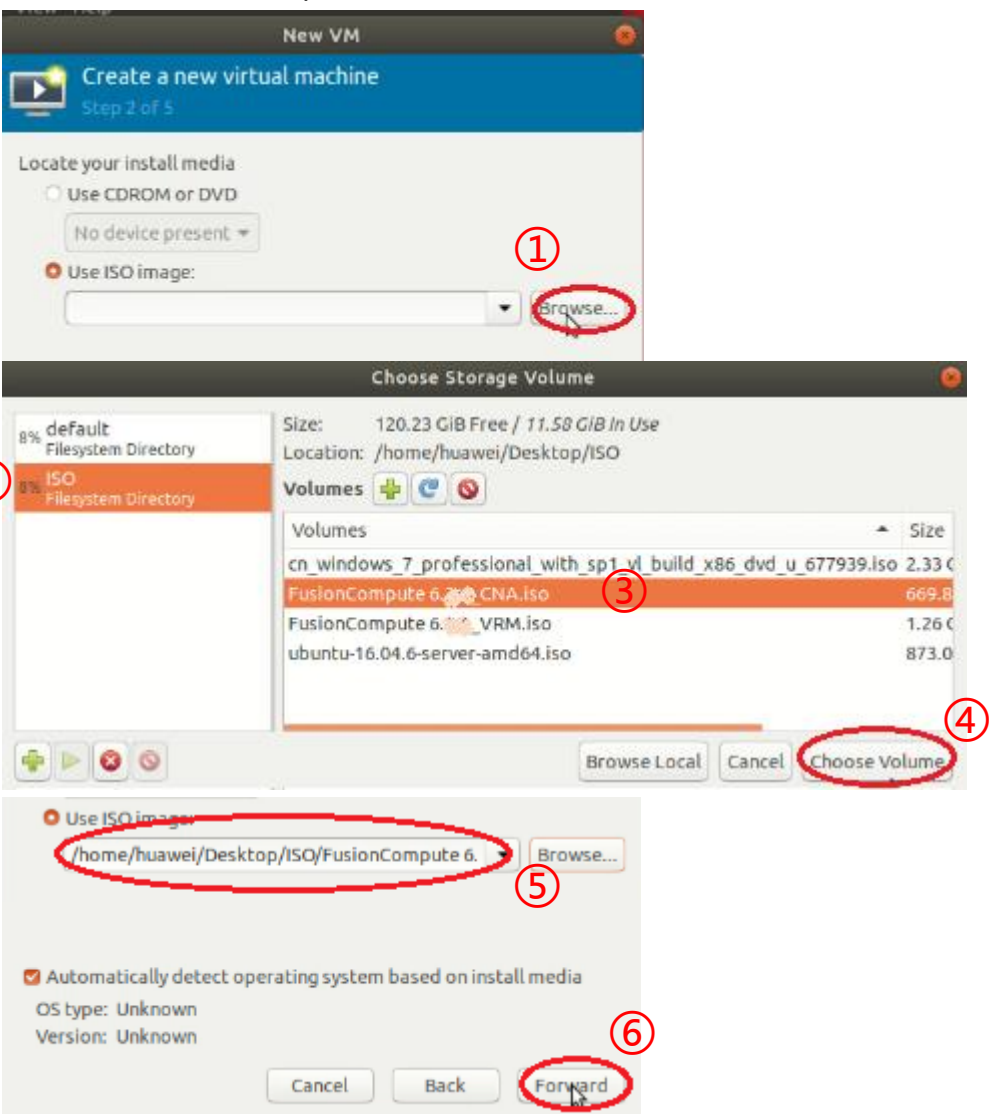 New VM
Create a new virtual machine
Step 2 of 5
Locate your install media
Use CDROM or DVD
No device present
①
Use ISO image:
Browse...
Choose Storage Volume
8% default
Filesystem Directory
Size: 120.23 GiB Free / 11.58 GiB In Use
Location: /home/huawei/Desktop/ISO
8% ISO
Filesystem Directory
Volumes
Volumes Size
cn_windows_7_professional_with_sp1_vl_build_x86_dvd_u_677939.iso 2.33
FusionCompute 6. CNA.iso ③ 669.8
FusionCompute 6. _VRM.iso 1.26
ubuntu-16.04.6-server-amd64.iso 873.0
④
Browse Local Cancel Choose Volume
Use ISO image:
/home/huawei/Desktop/ISO/FusionCompute 6. Browse...
⑤
Automatically detect operating system based on install media
OS type: Unknown
Version: Unknown
⑥
Cancel Back Forward